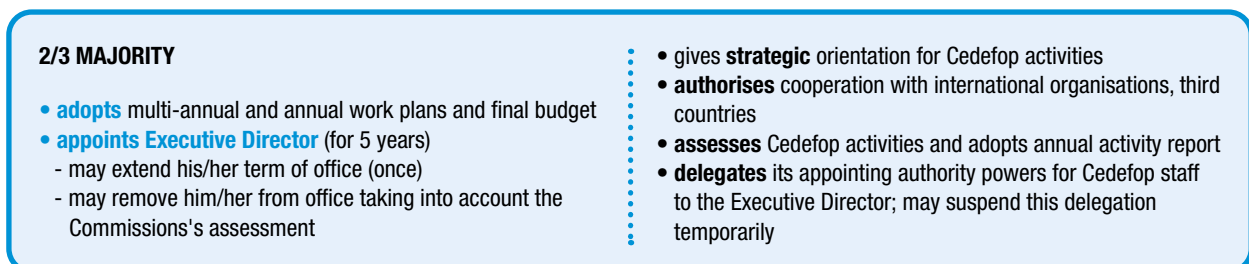 2/3 MAJORITY
• adopts multi-annual and annual work plans and final budget
• appoints Executive Director (for 5 years)
- may extend his/her term of office (once)
- may remove him/her from office taking into account the
Commissions's assessment
• gives strategic orientation for Cedefop activities
• authorises cooperation with international organisations, third
countries
• assesses Cedefop activities and adopts annual activity report
• delegates its appointing authority powers for Cedefop staff
to the Executive Director; may suspend this delegation
temporarily